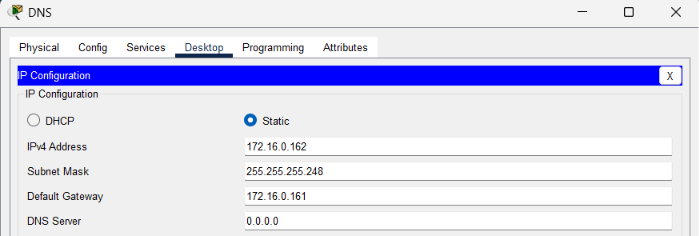 DNS
Physical Config Services Desktop Programming Attributes
IP Configuration X
IP Configuration
DHCP Static
IPv4 Address 172.16.0.162
Subnet Mask 255.255.255.248
Default Gateway 172.16.0.161
DNS Server 0.0.0.0